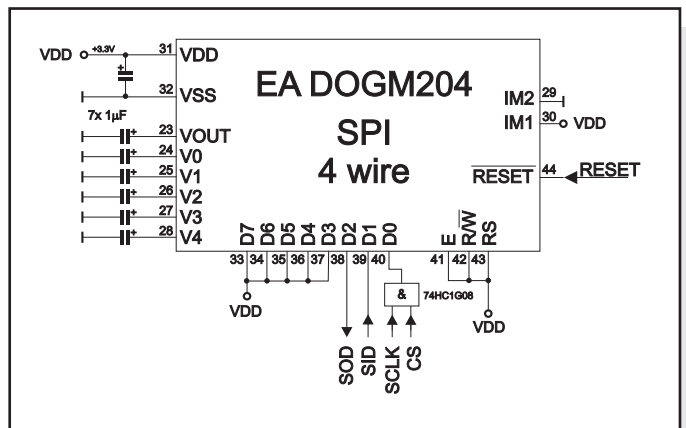 VDD +3.3V 31 VDD
32 VSS
7x 1µF
23 VOUT
24 V0
25 V1
26 V2
27 V3
28 V4
EA DOGM204
SPI
4 wire
IM2 29
IM1 30 VDD
RESET 44 RESET
D7 D6 D5 D4 D3 D2 D1 D0 E R/W RS
33 34 35 36 37 38 39 40 41 42 43
VDD
& 74HC1G08
VDD
SOD SID SCLK CS